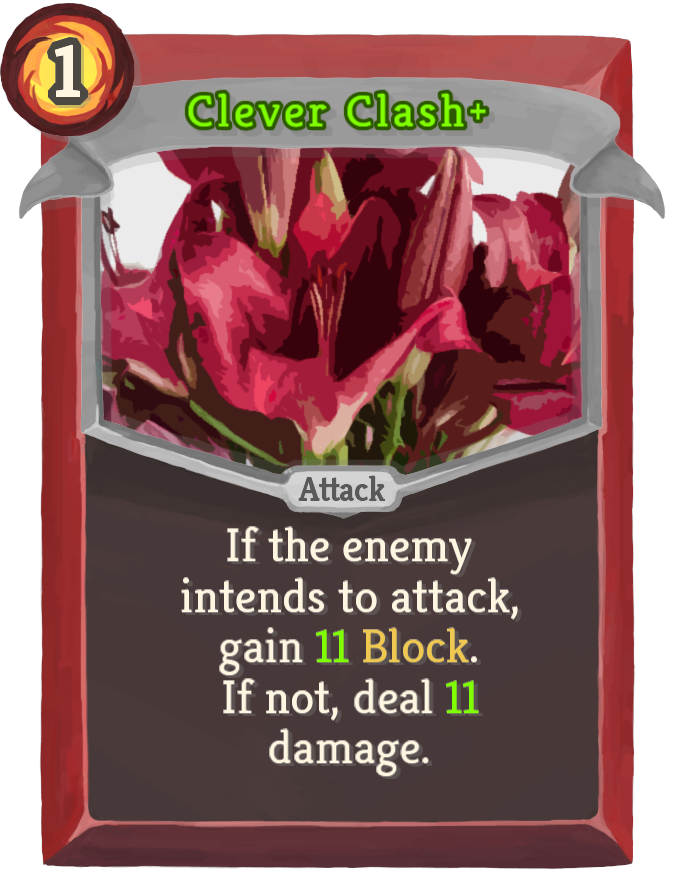 1
Clever Clash+
Attack
If the enemy
intends to attack,
gain 11 Block.
If not, deal 11
damage.